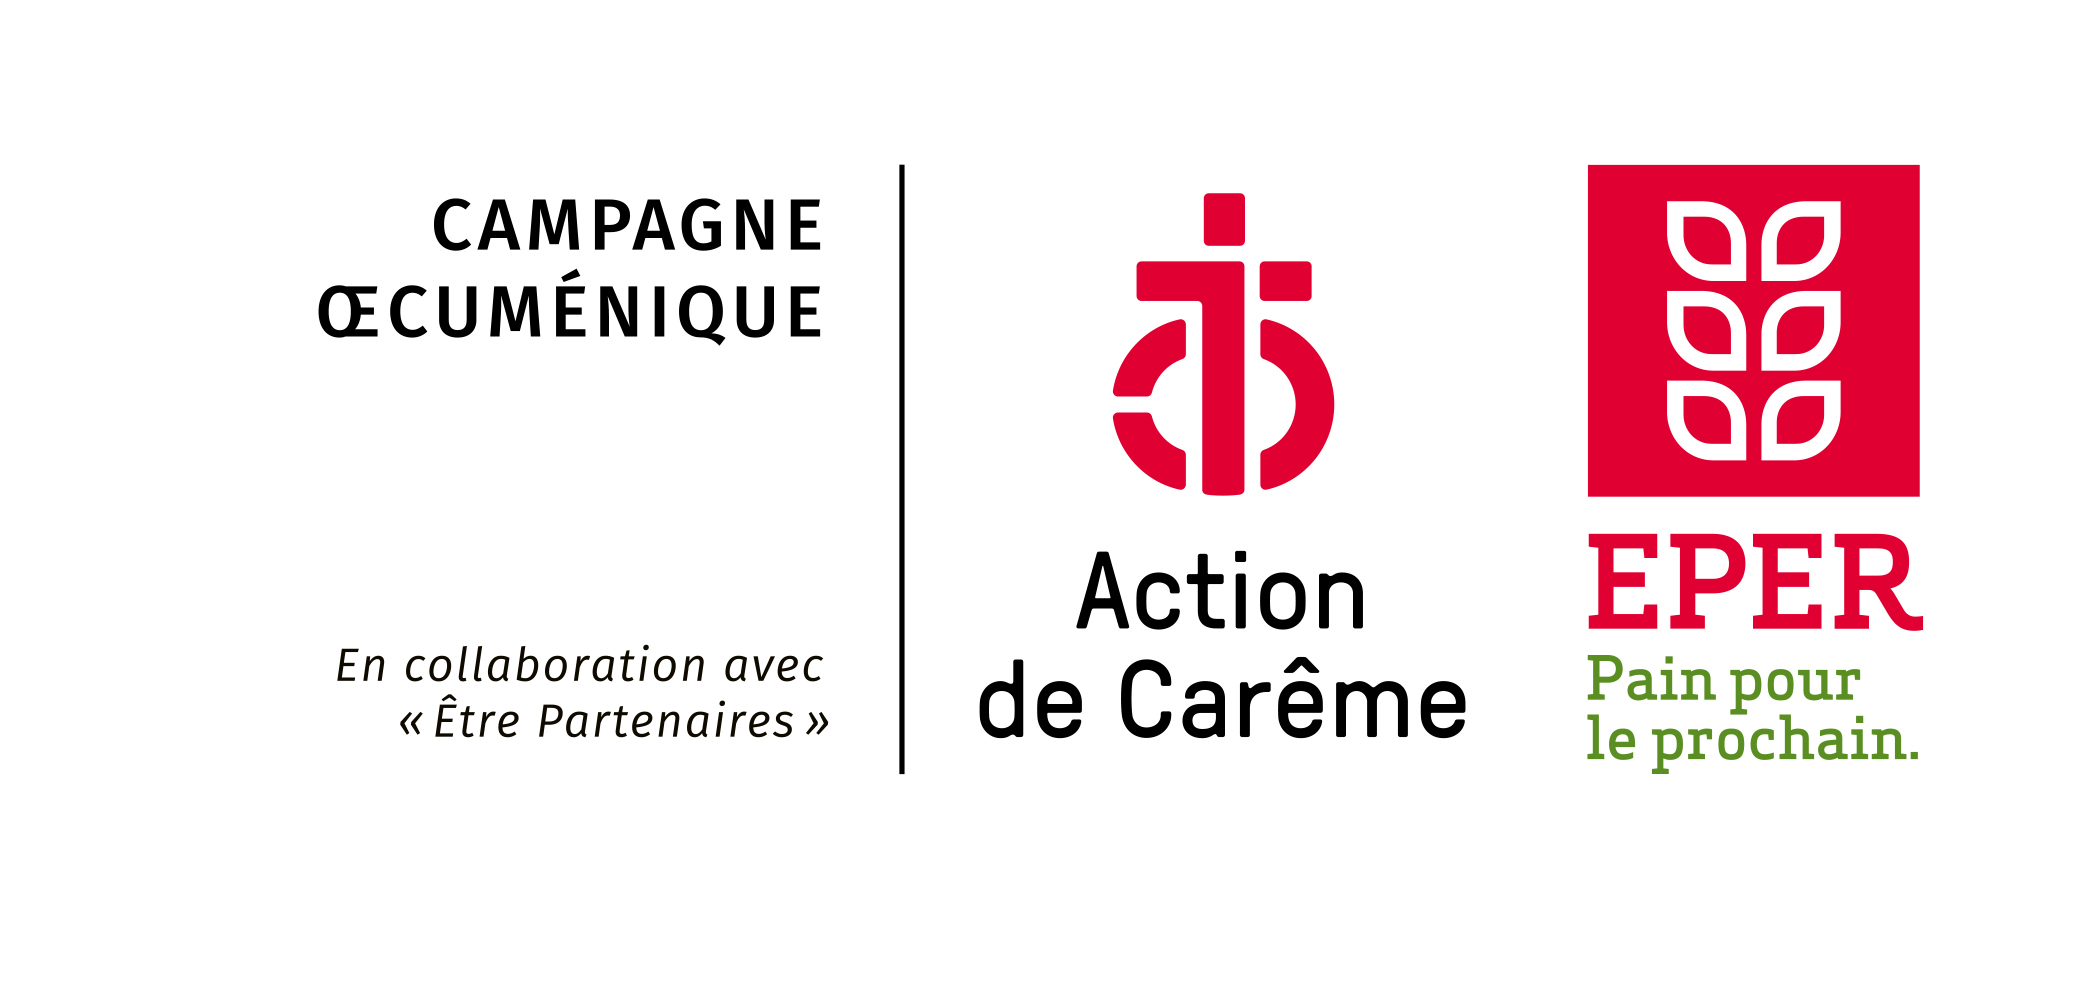 CAMPAGNE
ŒCUMÉNIQUE
En collaboration avec
« Être Partenaires »
Action
de Carême
EPER
Pain pour
le prochain.